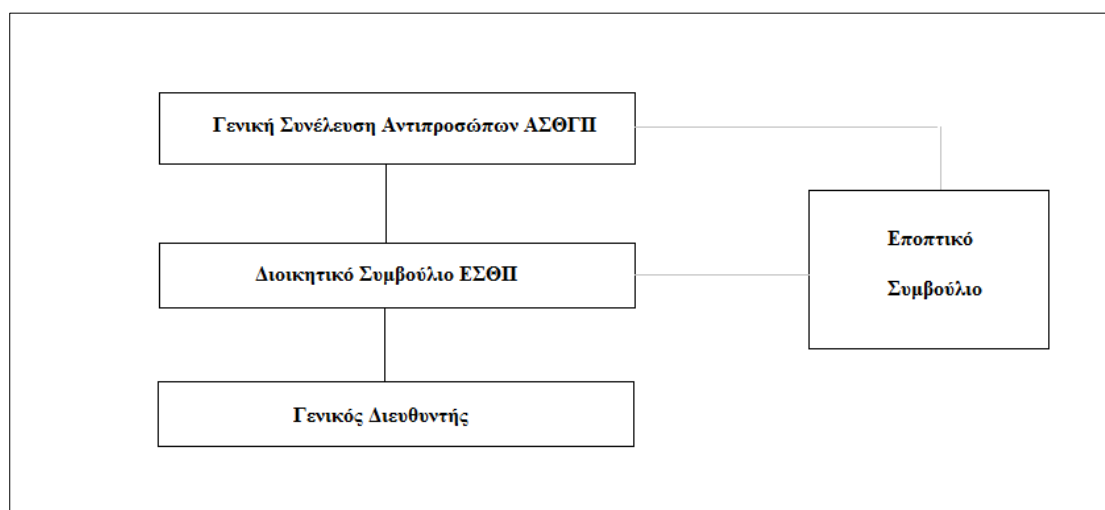 Γενική Συνέλευση Αντιπροσώπων ΑΣΘΓΠ
Διοικητικό Συμβούλιο ΕΣΘΠ
Εποπτικό
Συμβούλιο
Γενικός Διευθυντής